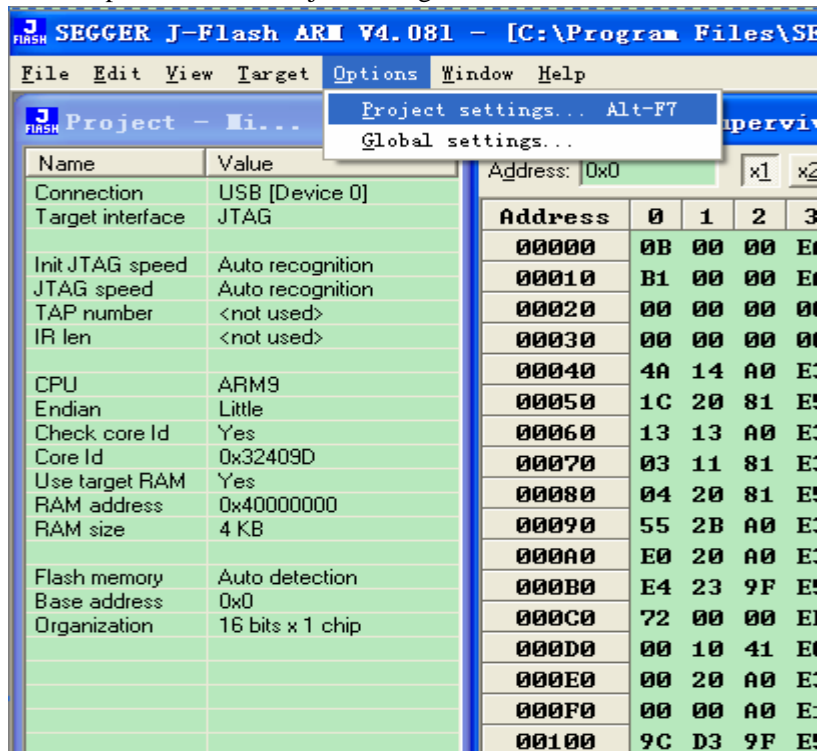 SEGGER J-Flash ARM V4.081 - [C:\Program Files\SE
File Edit View Target Options Window Help
Project settings... Alt-F7
Global settings...
Project - Mi...
Name Value
Connection USB [Device 0]
Target interface JTAG
Init JTAG speed Auto recognition
JTAG speed Auto recognition
TAP number <not used>
IR len <not used>
CPU ARM9
Endian Little
Check core Id Yes
Core Id 0x32409D
Use target RAM Yes
RAM address 0x40000000
RAM size 4 KB
Flash memory Auto detection
Base address 0x0
Organization 16 bits x 1 chip
Address: 0x0 x1 x2
Address 0 1 2 3
00000 0B 00 00
00010 B1 00 00
00020 00 00 00
00030 00 00 00
00040 4A 14 A0
00050 1C 20 81
00060 13 13 A0
00070 03 11 81
00080 04 20 81
00090 55 2B A0
000A0 E0 20 A0
000B0 E4 23 9F
000C0 72 00 00
000D0 00 10 41
000E0 00 20 A0
000F0 00 00 A0
00100 9C D3 9F